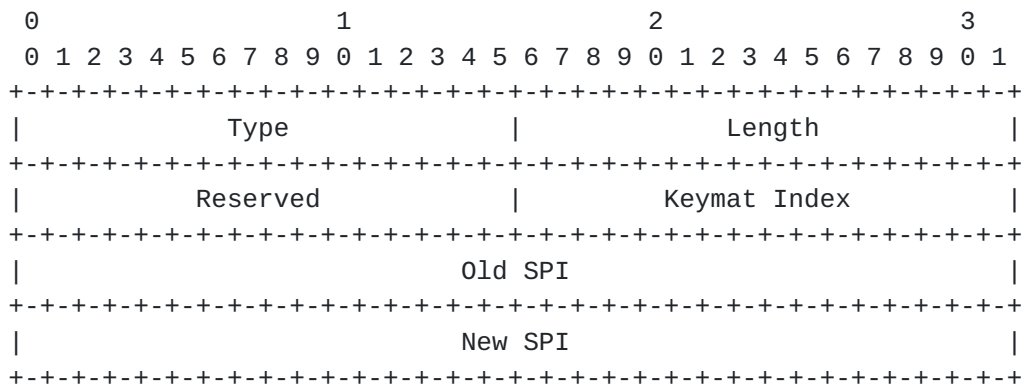 0                   1                   2                   3
 0 1 2 3 4 5 6 7 8 9 0 1 2 3 4 5 6 7 8 9 0 1 2 3 4 5 6 7 8 9 0 1
+-+-+-+-+-+-+-+-+-+-+-+-+-+-+-+-+-+-+-+-+-+-+-+-+-+-+-+-+-+-+-+-+
|             Type              |             Length            |
+-+-+-+-+-+-+-+-+-+-+-+-+-+-+-+-+-+-+-+-+-+-+-+-+-+-+-+-+-+-+-+-+
|           Reserved            |         Keymat Index          |
+-+-+-+-+-+-+-+-+-+-+-+-+-+-+-+-+-+-+-+-+-+-+-+-+-+-+-+-+-+-+-+-+
|                            Old SPI                            |
+-+-+-+-+-+-+-+-+-+-+-+-+-+-+-+-+-+-+-+-+-+-+-+-+-+-+-+-+-+-+-+-+
|                            New SPI                            |
+-+-+-+-+-+-+-+-+-+-+-+-+-+-+-+-+-+-+-+-+-+-+-+-+-+-+-+-+-+-+-+-+